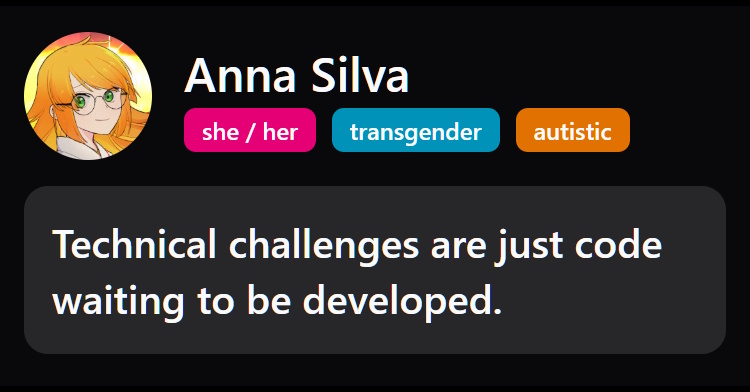 Anna Silva
she / her transgender autistic
Technical challenges are just code
waiting to be developed.